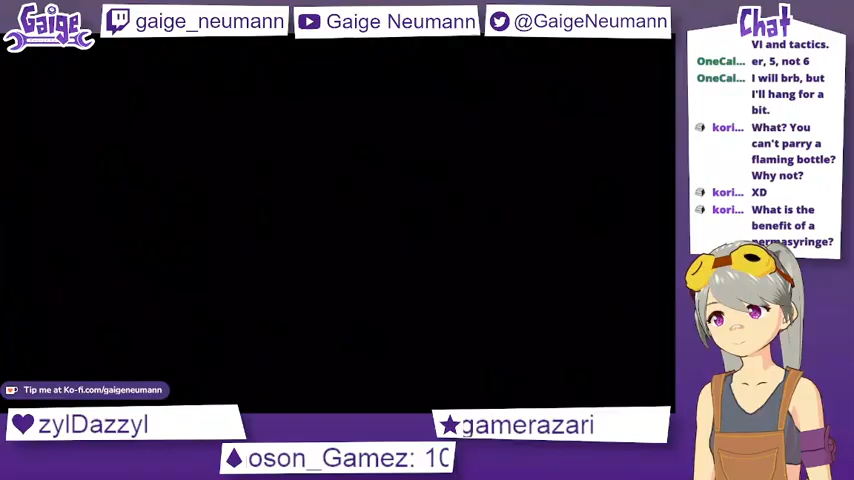 Gaige
gaige_neumann
Gaige Neumann
@GaigeNeumann
Chat
VI and tactics.
OneCal... er, 5, not 6
OneCal... I will brb, but
I'll hang for a
bit.
kori... What? You
can't parry a
flaming bottle?
Why not?
kori... XD
kori... What is the
benefit of a
permasyringe?
Tip me at Ko-fi.com/gaigeneumann
zylDazzyl
gamerazari
oson_Gamez: 10